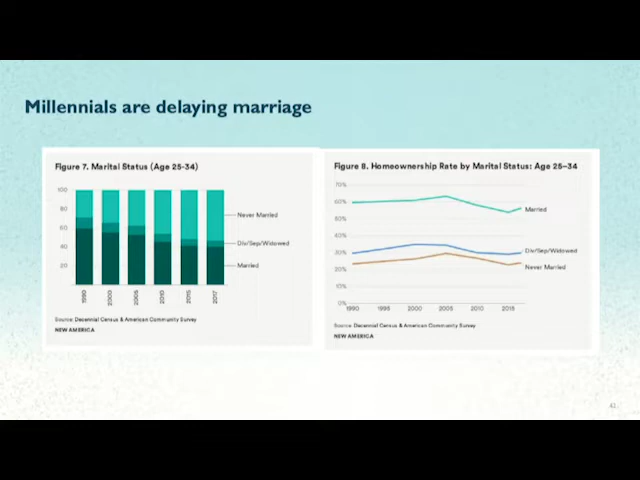 Millennials are delaying marriage
Figure 7. Marital Status (Age 25-34)
100
80
60
40
20
Never Married
Div/Sep/Widowed
Married
1990
2000
2005
2010
2015
2017
Source: Decennial Census & American Community Survey
NEW AMERICA
Figure 8. Homeownership Rate by Marital Status: Age 25–34
70%
60%
50%
40%
30%
20%
10%
0%
Married
Div/Sep/Widowed
Never Married
1990
1995
2000
2005
2010
2015
Source: Decennial Census & American Community Survey
NEW AMERICA